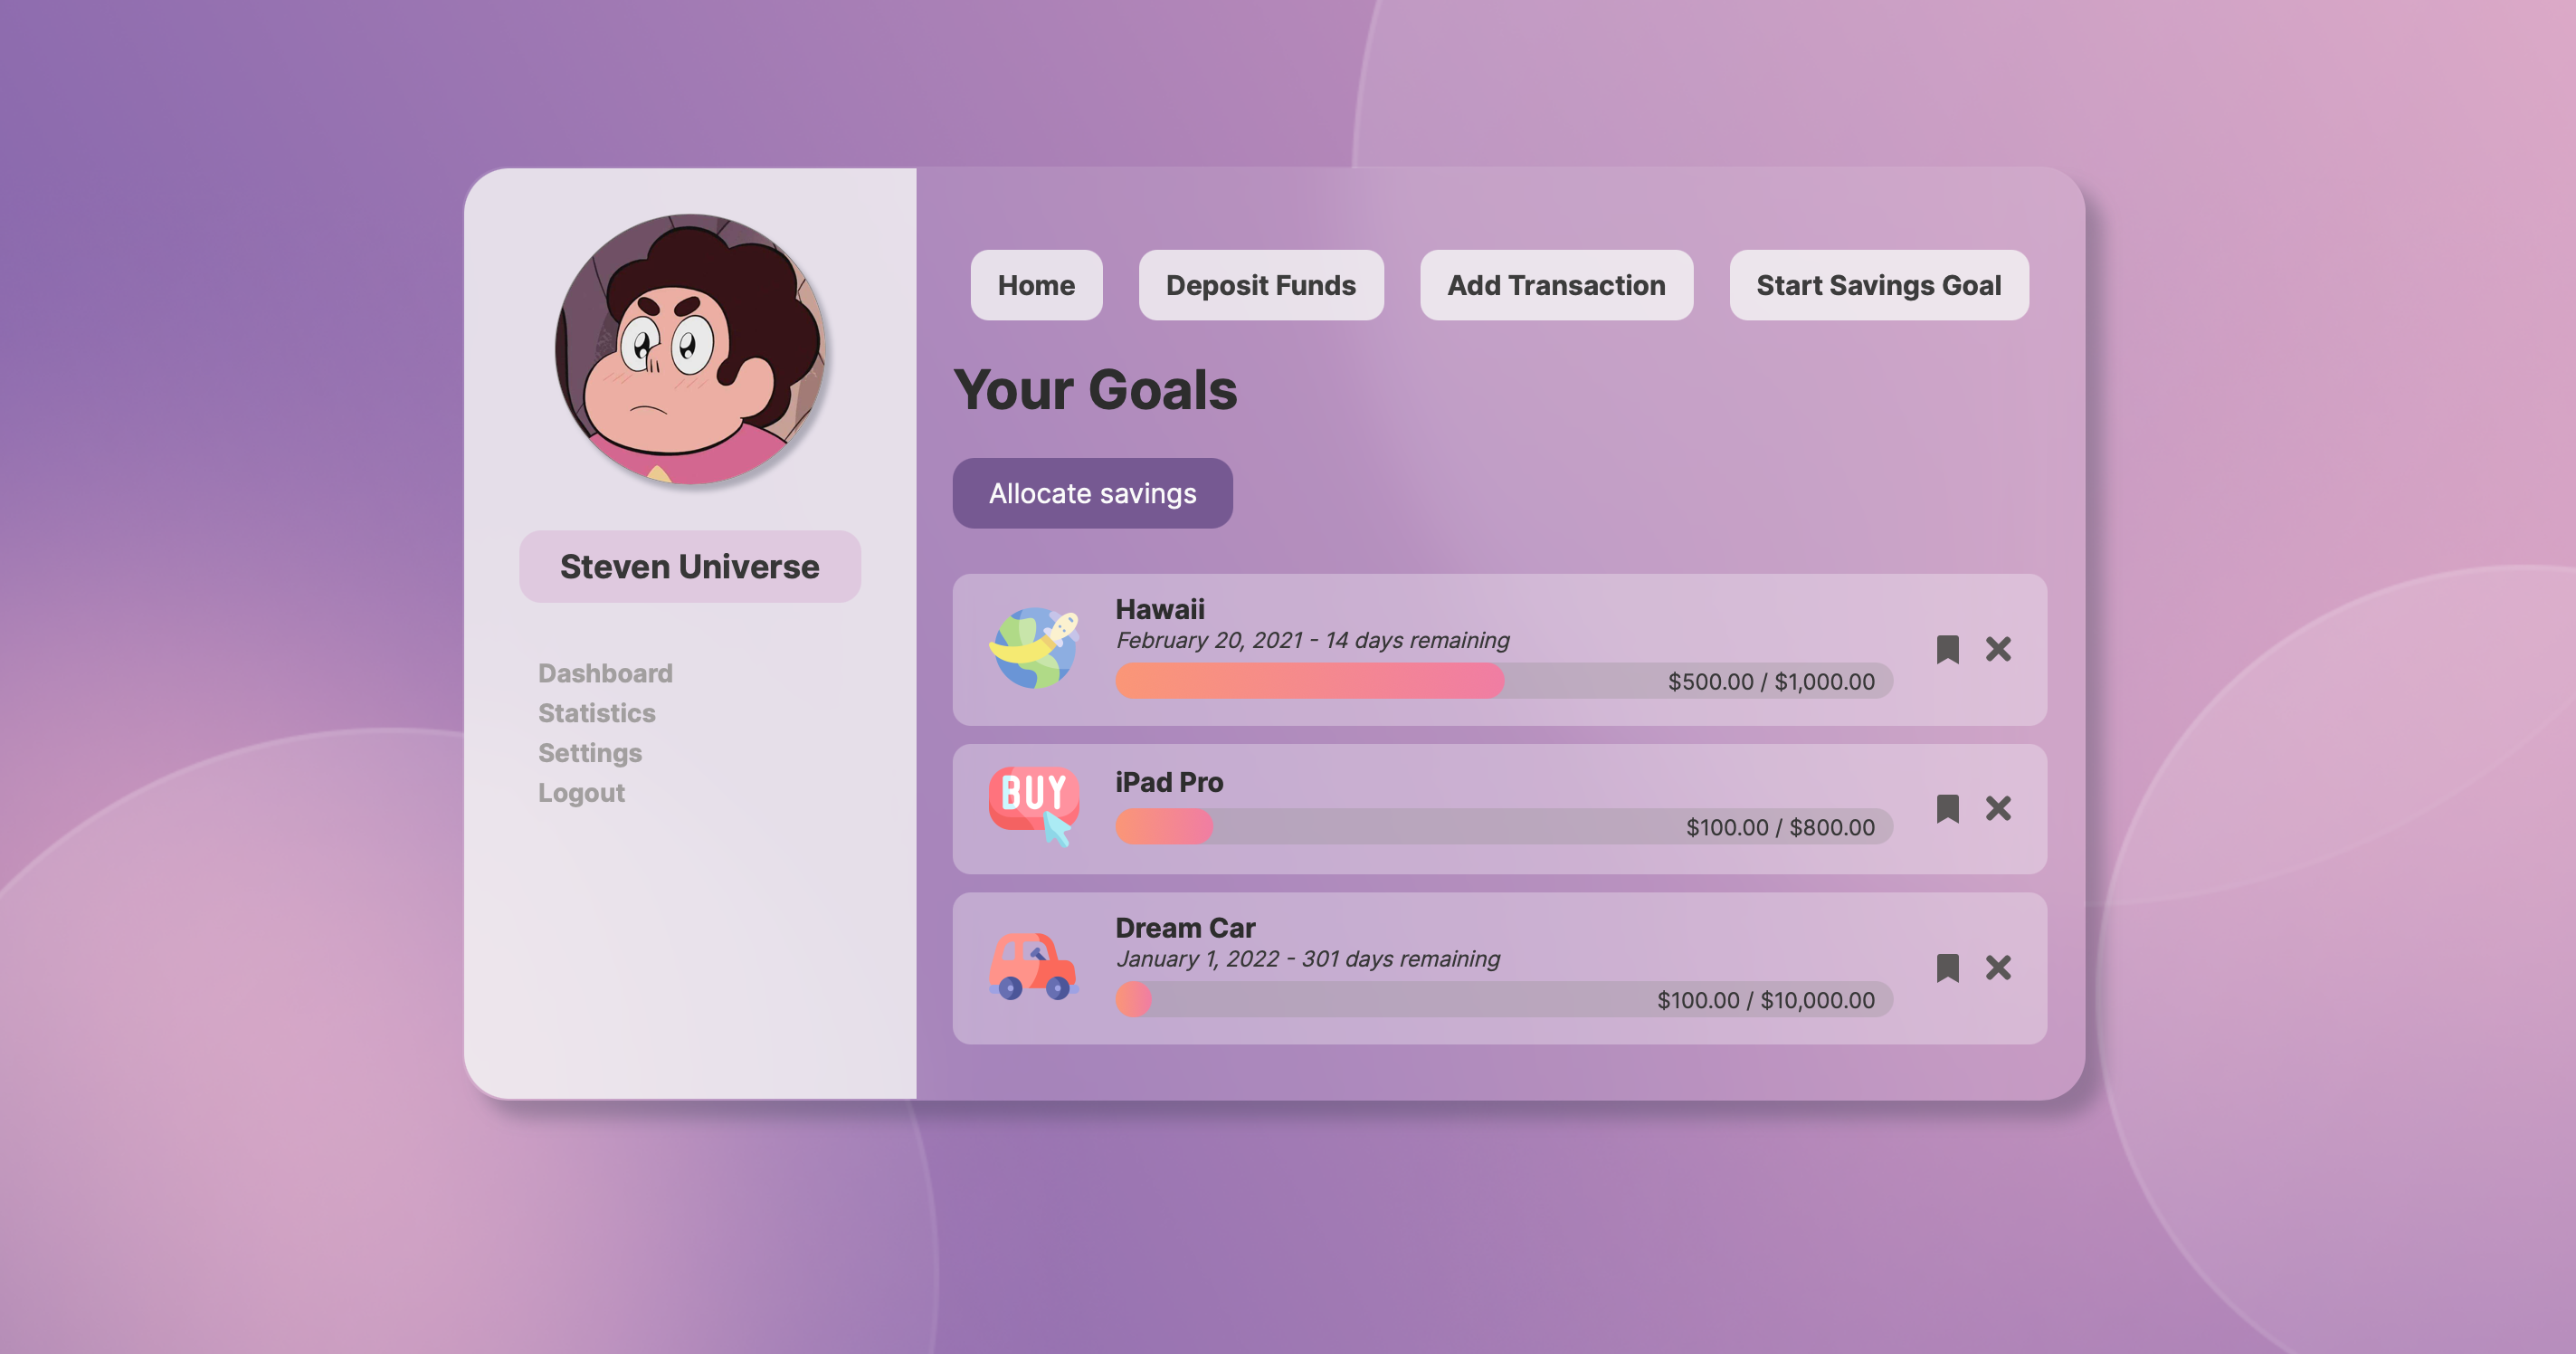 Home
Deposit Funds
Add Transaction
Start Savings Goal
Steven Universe
Dashboard
Statistics
Settings
Logout
Your Goals
Allocate savings
Hawaii
February 20, 2021 - 14 days remaining
$500.00 / $1,000.00
BUY
iPad Pro
$100.00 / $800.00
Dream Car
January 1, 2022 - 301 days remaining
$100.00 / $10,000.00